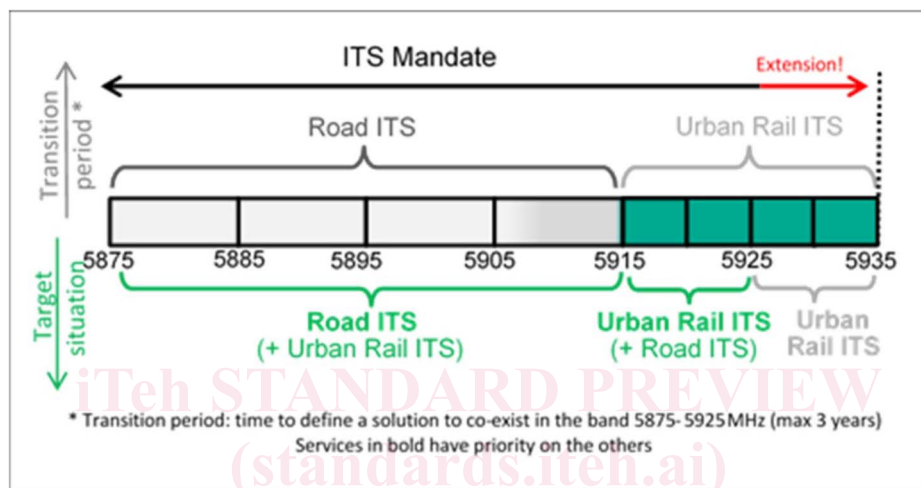 ITS Mandate
Extension!
Transition
period *
Road ITS
Urban Rail ITS
5875 5885 5895 5905 5915 5925 5935
Target
situation
Road ITS
(+ Urban Rail ITS)
Urban Rail ITS
(+ Road ITS)
Urban
Rail ITS
iTeh STANDARD PREVIEW
* Transition period: time to define a solution to co-exist in the band 5875-5925MHz (max 3 years)
Services in bold have priority on the others
(standards.iteh.ai)